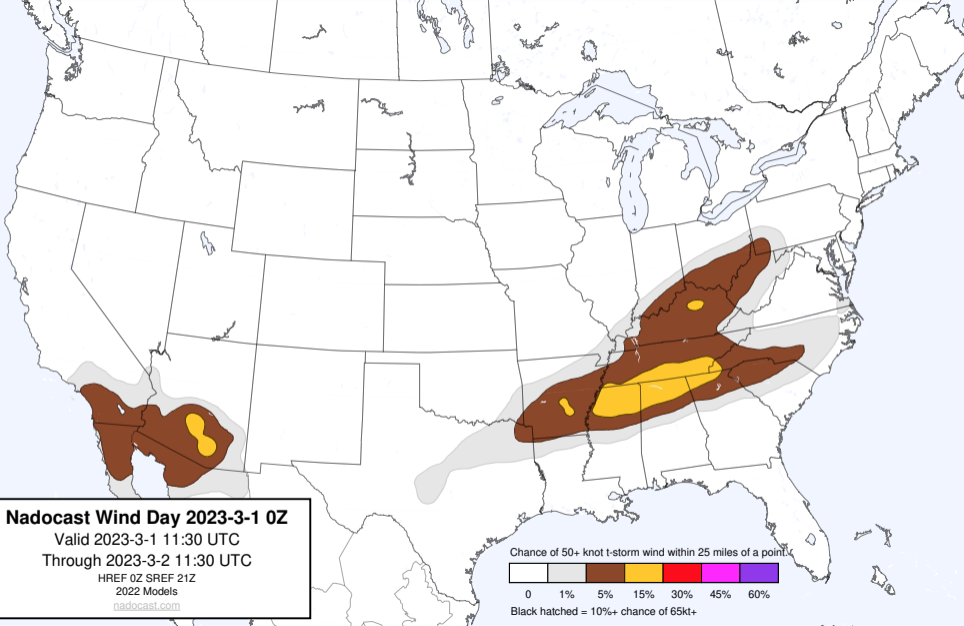 Nadocast Wind Day 2023-3-1 0Z
Valid 2023-3-1 11:30 UTC
Through 2023-3-2 11:30 UTC
HREF 0Z SREF 21Z
2022 Models
nadocast.com
Chance of 50+ knot t-storm wind within 25 miles of a point.
0 1% 5% 15% 30% 45% 60%
Black hatched = 10%+ chance of 65kt+